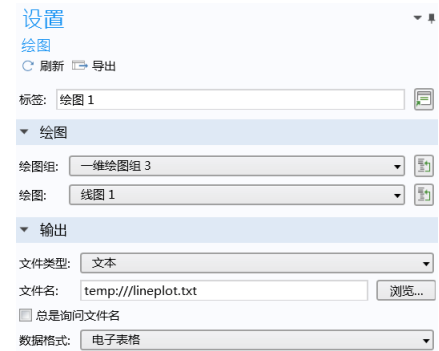 设置
绘图
刷新 导出
标签: 绘图 1
绘图
绘图组: 一维绘图组 3
绘图: 线图 1
输出
文件类型: 文本
文件名: temp:///lineplot.txt 浏览...
总是询问文件名
数据格式: 电子表格